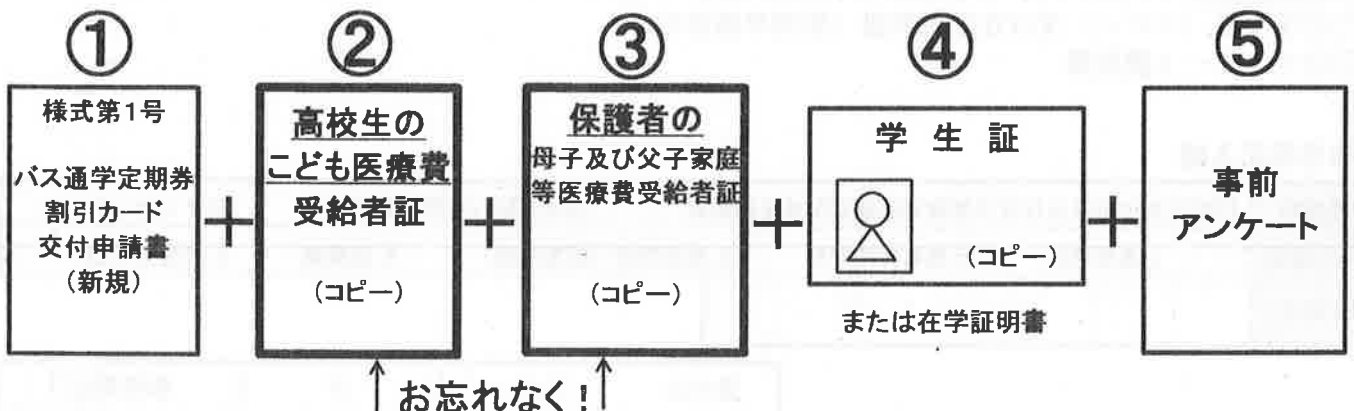 ①
様式第1号
バス通学定期券
割引カード
交付申請書
(新規)
+
②
高校生の
こども医療費
受給者証
(コピー)
+
③
保護者の
母子及び父子家庭
等医療費受給者証
(コピー)
+
④
学生証
(コピー)
または在学証明書
+
⑤
事前
アンケート
お忘れなく!